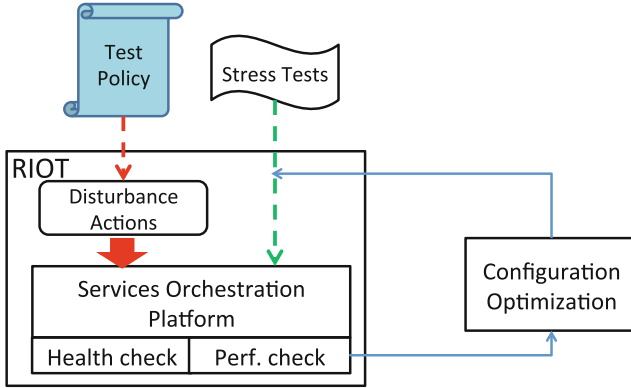 Test
Policy
Stress Tests
RIOT
Disturbance
Actions
Services Orchestration
Platform
Health check
Perf. check
Configuration
Optimization